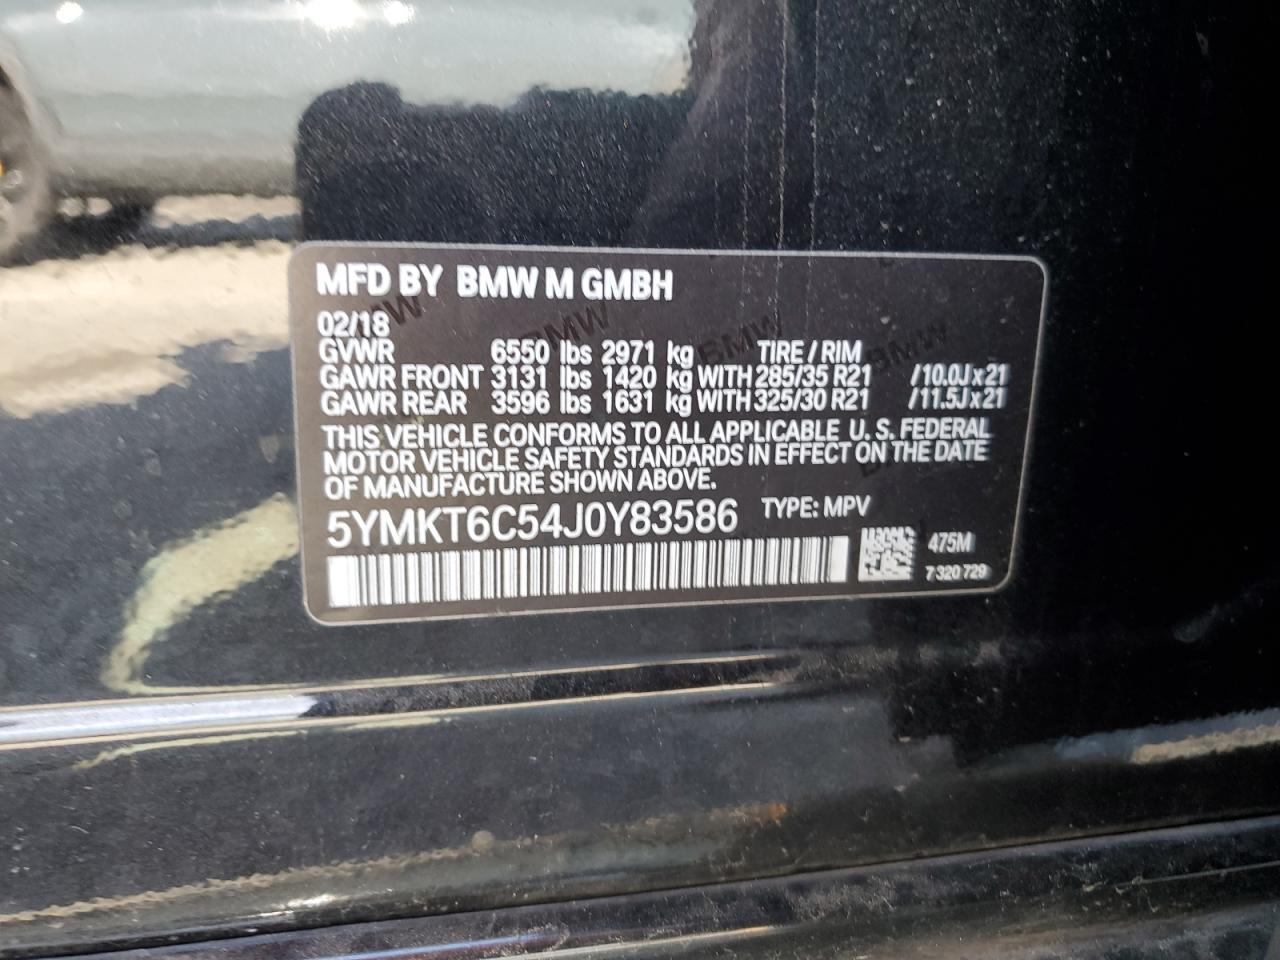 MFD BY BMW M GMBH
02/18
GVWR 6550 lbs 2971 kg TIRE / RIM
GAWR FRONT 3131 lbs 1420 kg WITH 285/35 R21 /10.0J x 21
GAWR REAR 3596 lbs 1631 kg WITH 325/30 R21 /11.5J x 21
THIS VEHICLE CONFORMS TO ALL APPLICABLE U. S. FEDERAL
MOTOR VEHICLE SAFETY STANDARDS IN EFFECT ON THE DATE
OF MANUFACTURE SHOWN ABOVE.
5YMKT6C54J0Y83586 TYPE: MPV
475M
7 320 729